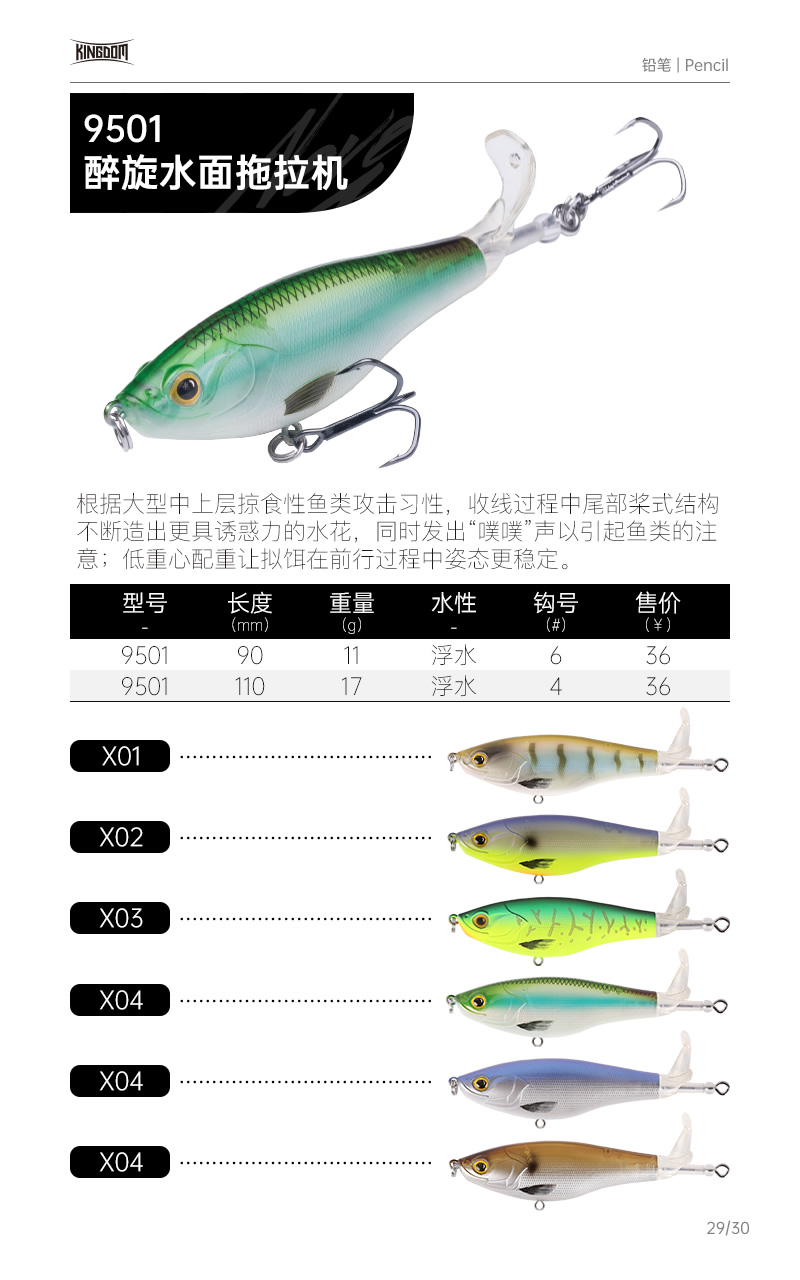 KINGDOM
铅笔 | Pencil
9501
醉旋水面拖拉机
根据大型中上层掠食性鱼类攻击习性，收线过程中尾部桨式结构
不断造出更具诱惑力的水花，同时发出“噗噗”声以引起鱼类的注
意；低重心配重让拟饵在前行过程中姿态更稳定。
型号 长度 重量 水性 钩号 售价
- (mm) (g) - (#) (￥)
9501 90 11 浮水 6 36
9501 110 17 浮水 4 36
X01
X02
X03
X04
X04
X04
29/30